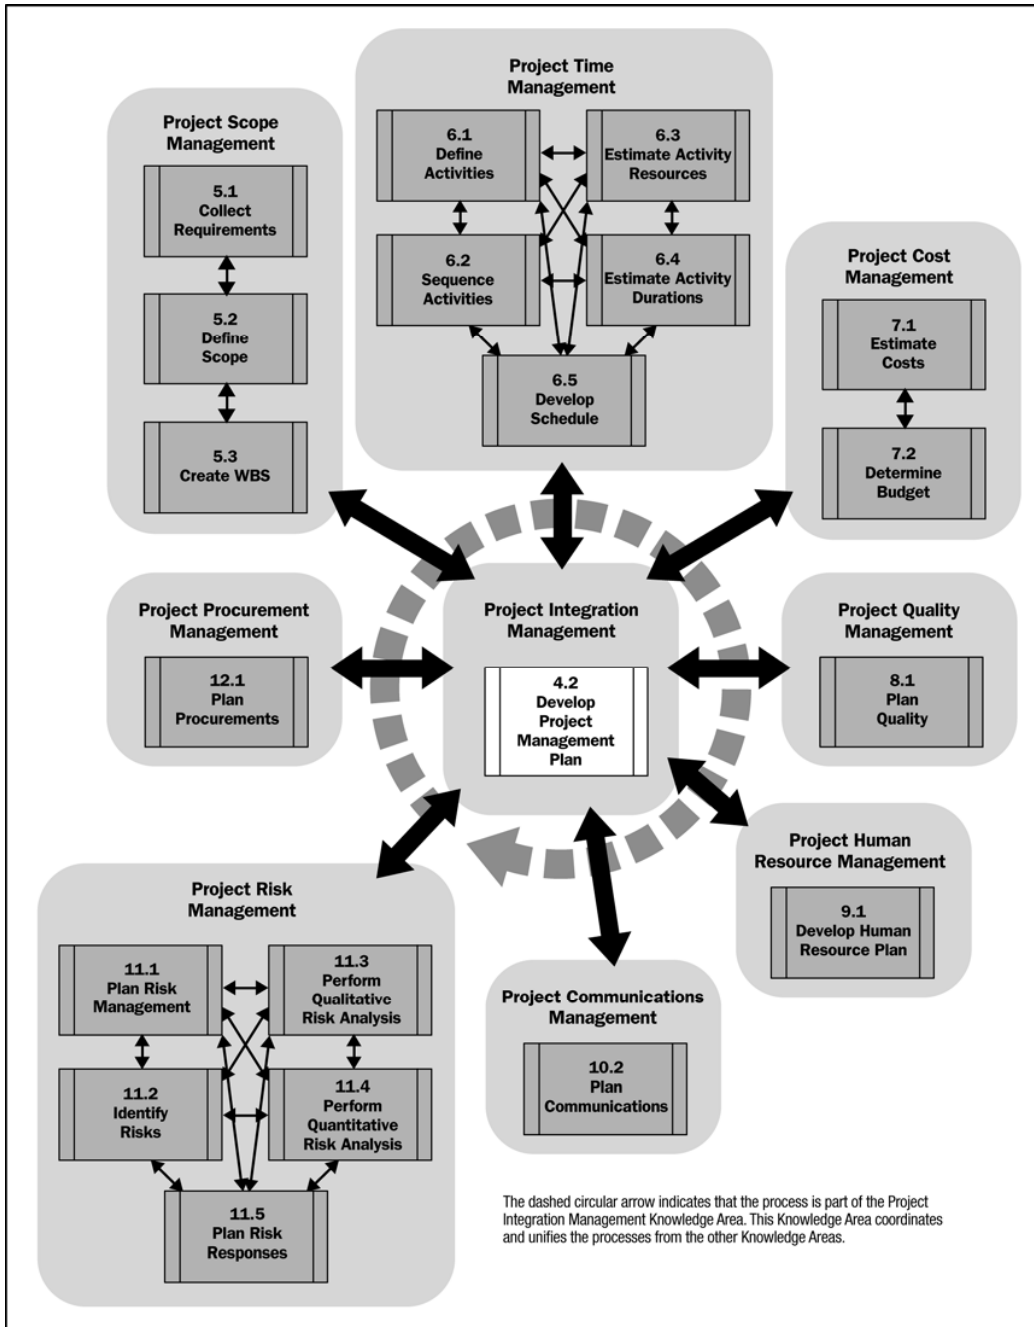 Project Time
Management
6.1
Define
Activities
6.3
Estimate Activity
Resources
6.2
Sequence
Activities
6.4
Estimate Activity
Durations
6.5
Develop
Schedule
Project Scope
Management
5.1
Collect
Requirements
5.2
Define
Scope
5.3
Create WBS
Project Cost
Management
7.1
Estimate
Costs
7.2
Determine
Budget
Project Procurement
Management
12.1
Plan
Procurements
Project Integration
Management
4.2
Develop
Project
Management
Plan
Project Quality
Management
8.1
Plan
Quality
Project Human
Resource Management
9.1
Develop Human
Resource Plan
Project Risk
Management
11.1
Plan Risk
Management
11.3
Perform
Qualitative
Risk Analysis
11.2
Identify
Risks
11.4
Perform
Quantitative
Risk Analysis
11.5
Plan Risk
Responses
Project Communications
Management
10.2
Plan
Communications
The dashed circular arrow indicates that the process is part of the Project
Integration Management Knowledge Area. This Knowledge Area coordinates
and unifies the processes from the other Knowledge Areas.